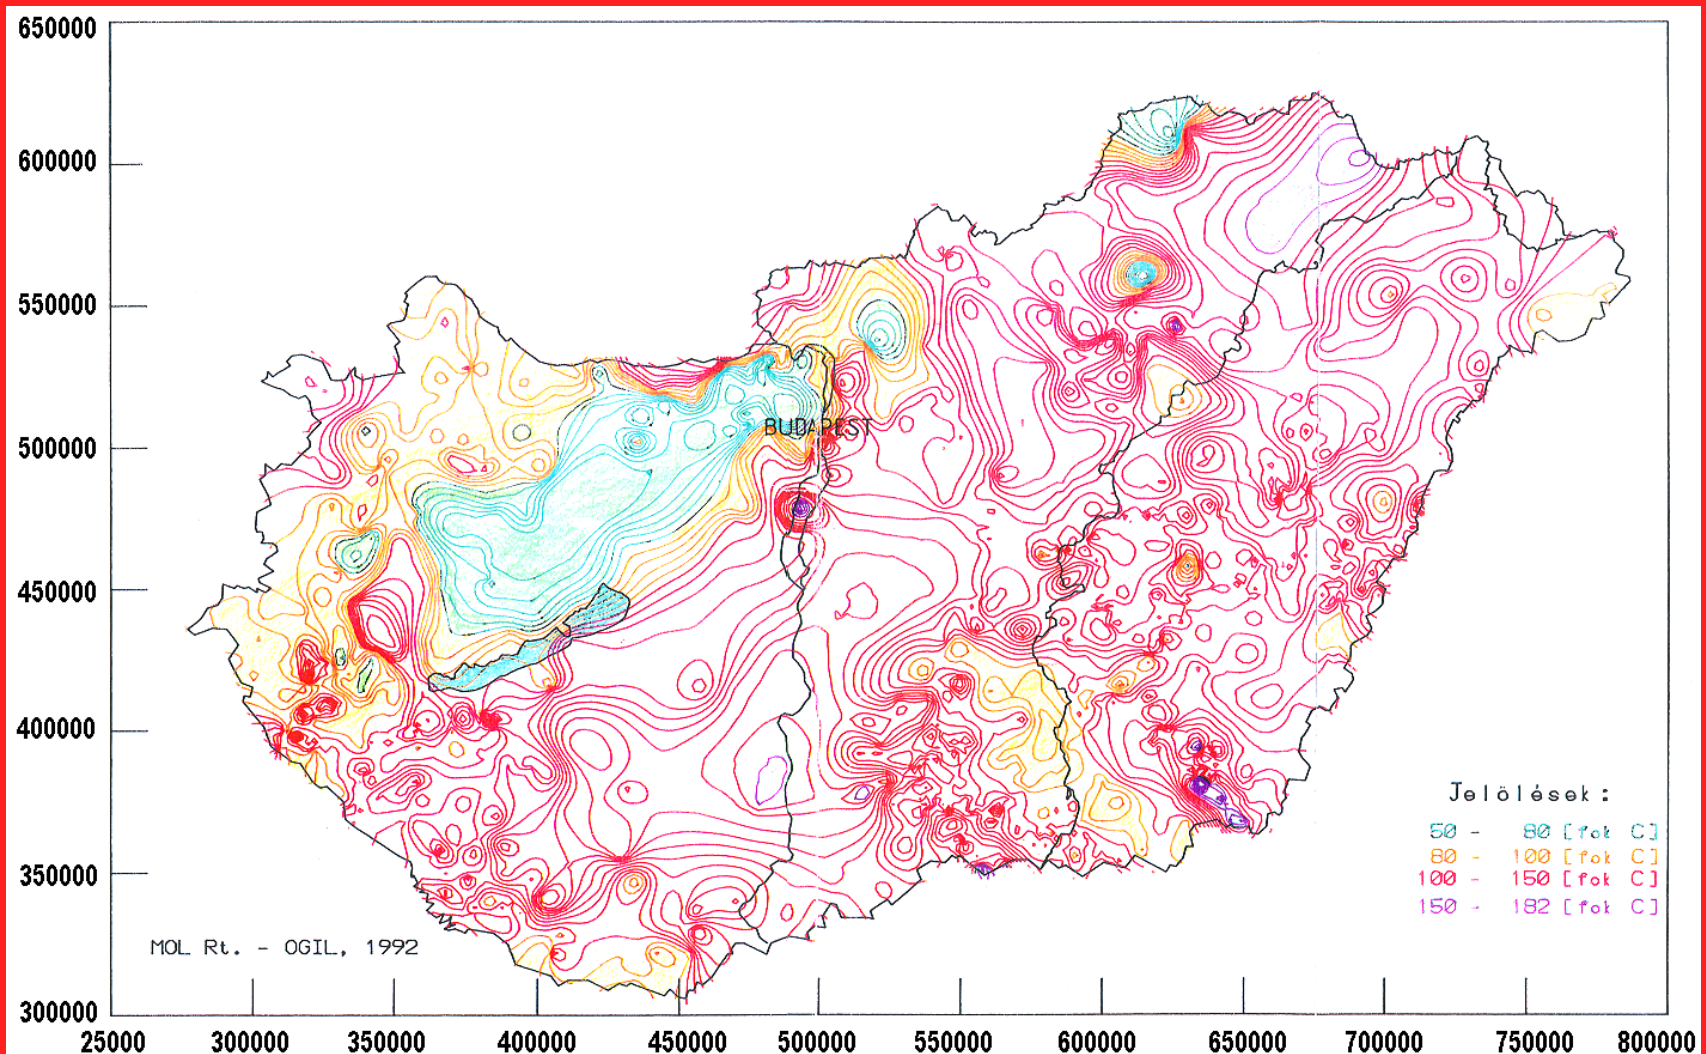 650000
600000
550000
500000
450000
400000
350000
300000
BUDAPEST
Jelölések :
50 - 80 [fok C]
80 - 100 [fok C]
100 - 150 [fok C]
150 - 182 [fok C]
MOL Rt. - OGIL, 1992
25000 300000 350000 400000 450000 500000 550000 600000 650000 700000 750000 800000